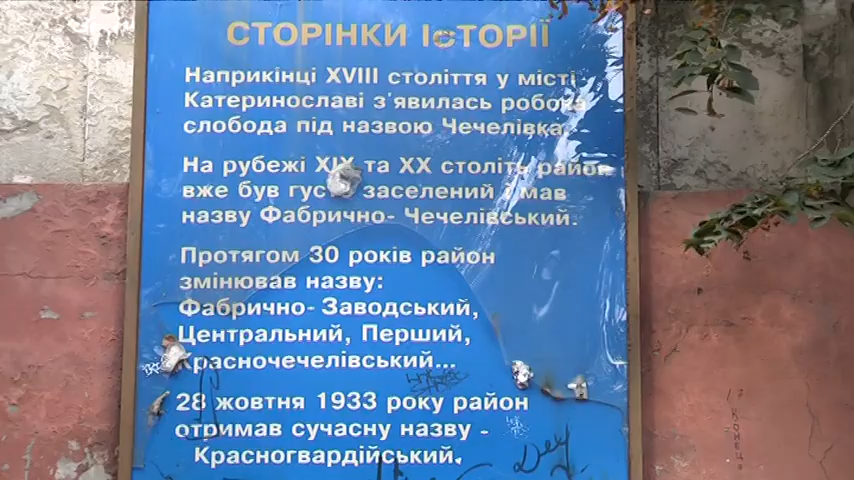 СТОРІНКИ ІСТОРІЇ
Наприкінці XVIII століття у місті
Катеринославі з'явилась робоча
слобода під назвою Чечелівка.
На рубежі XIX та XX століть район
вже був густо заселений і мав
назву Фабрично- Чечелівський.
Протягом 30 років район
змінював назву:
Фабрично-Заводський,
Центральний, Перший,
Красночечелівський...
28 жовтня 1933 року район
отримав сучасну назву -
Красногвардійський.
КОНЕЦ